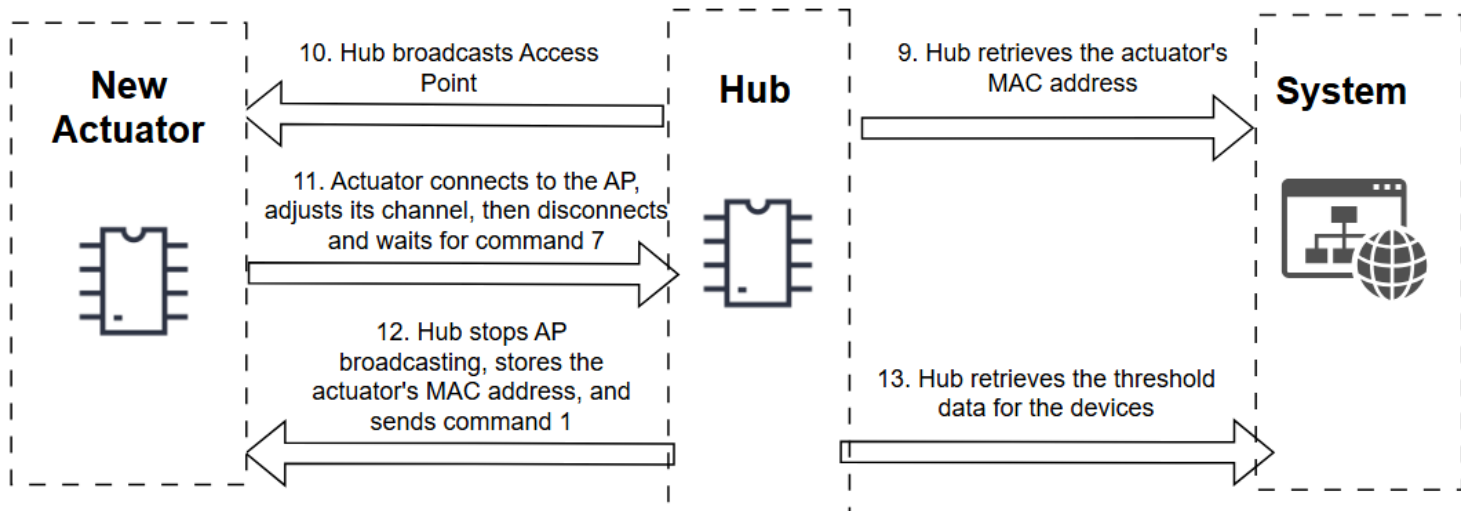 New
Actuator
Hub
System
9. Hub retrieves the actuator's
MAC address
10. Hub broadcasts Access
Point
11. Actuator connects to the AP,
adjusts its channel, then disconnects
and waits for command 7
12. Hub stops AP
broadcasting, stores the
actuator's MAC address, and
sends command 1
13. Hub retrieves the threshold
data for the devices